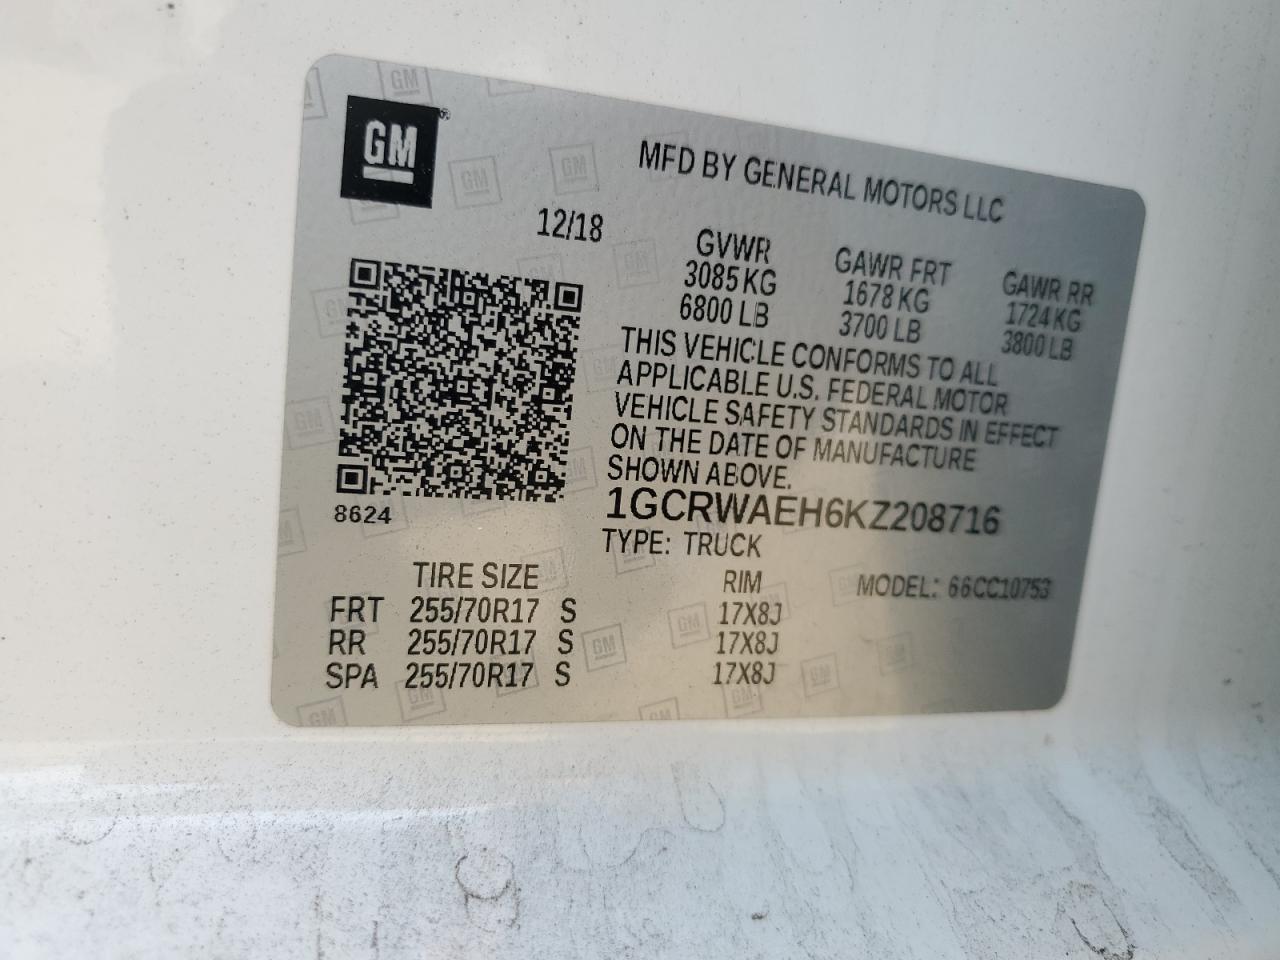 GM
MFD BY GENERAL MOTORS LLC
12/18
GVWR GAWR FRT GAWR RR
3085 KG 1678 KG 1724 KG
6800 LB 3700 LB 3800 LB
THIS VEHICLE CONFORMS TO ALL
APPLICABLE U.S. FEDERAL MOTOR
VEHICLE SAFETY STANDARDS IN EFFECT
ON THE DATE OF MANUFACTURE
SHOWN ABOVE.
8624
1GCRWAEH6KZ208716
TYPE: TRUCK
TIRE SIZE RIM MODEL: 66CC10753
FRT 255/70R17 S 17X8J
RR 255/70R17 S 17X8J
SPA 255/70R17 S 17X8J